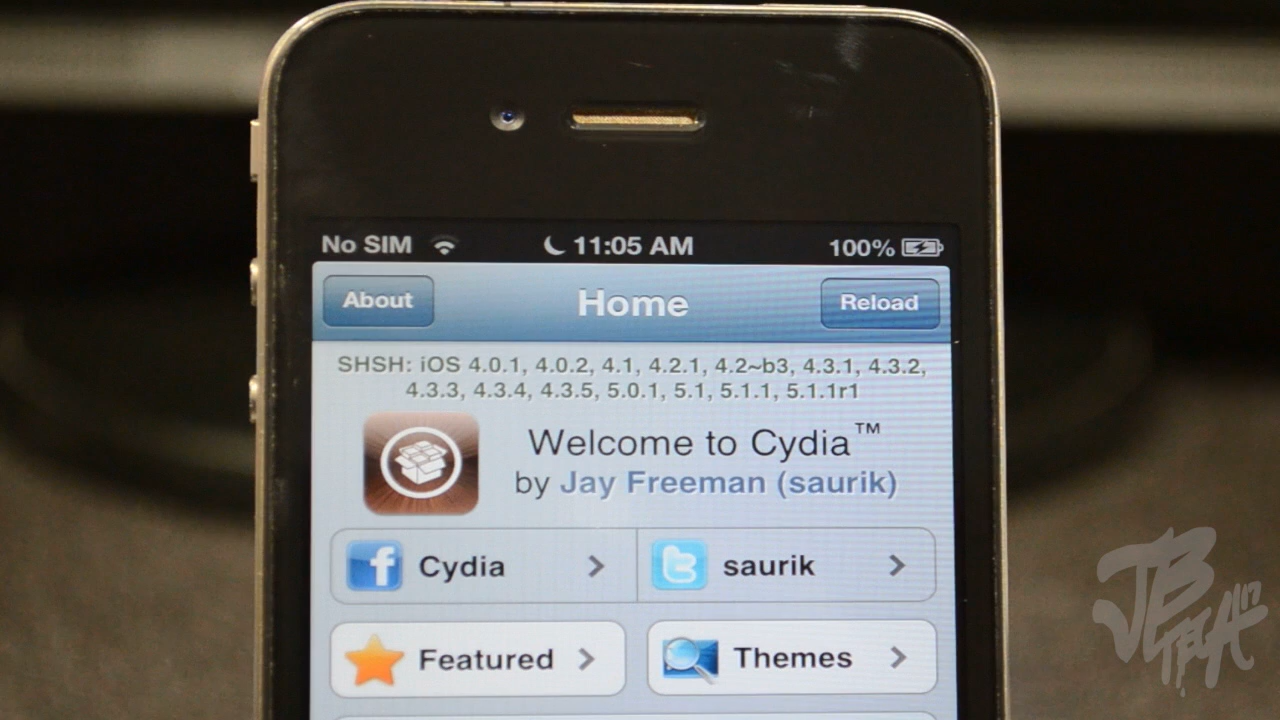 No SIM 11:05 AM 100%
About Home Reload
SHSH: iOS 4.0.1, 4.0.2, 4.1, 4.2.1, 4.2~b3, 4.3.1, 4.3.2,
4.3.3, 4.3.4, 4.3.5, 5.0.1, 5.1, 5.1.1, 5.1.1r1
Welcome to Cydia™
by Jay Freeman (saurik)
f Cydia t saurik
Featured Themes
JB